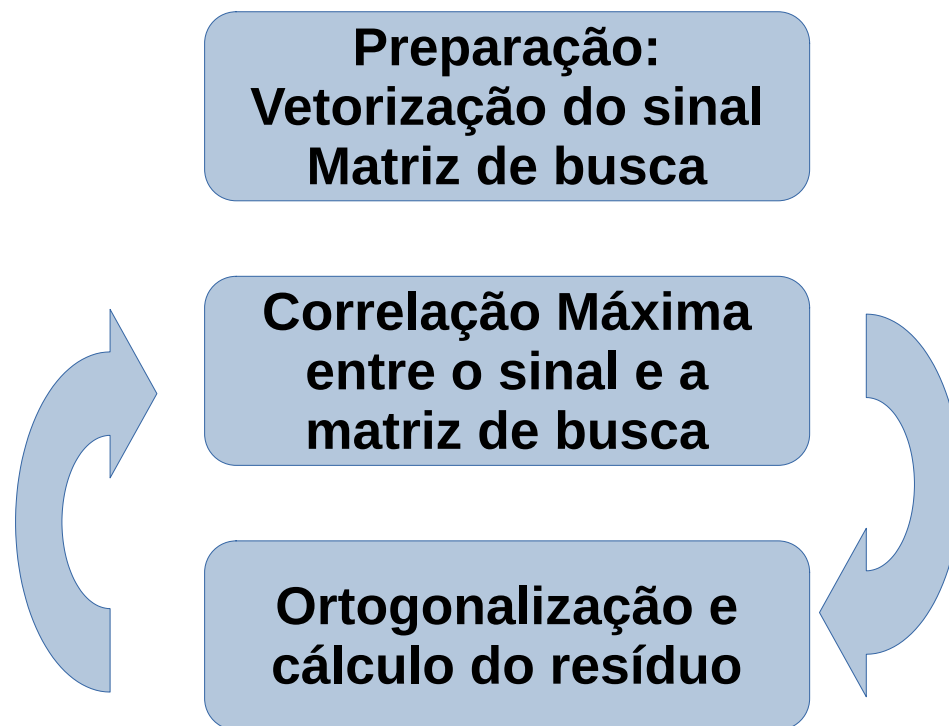 Preparação:
Vetorização do sinal
Matriz de busca
Correlação Máxima
entre o sinal e a
matriz de busca
Ortogonalização e
cálculo do resíduo